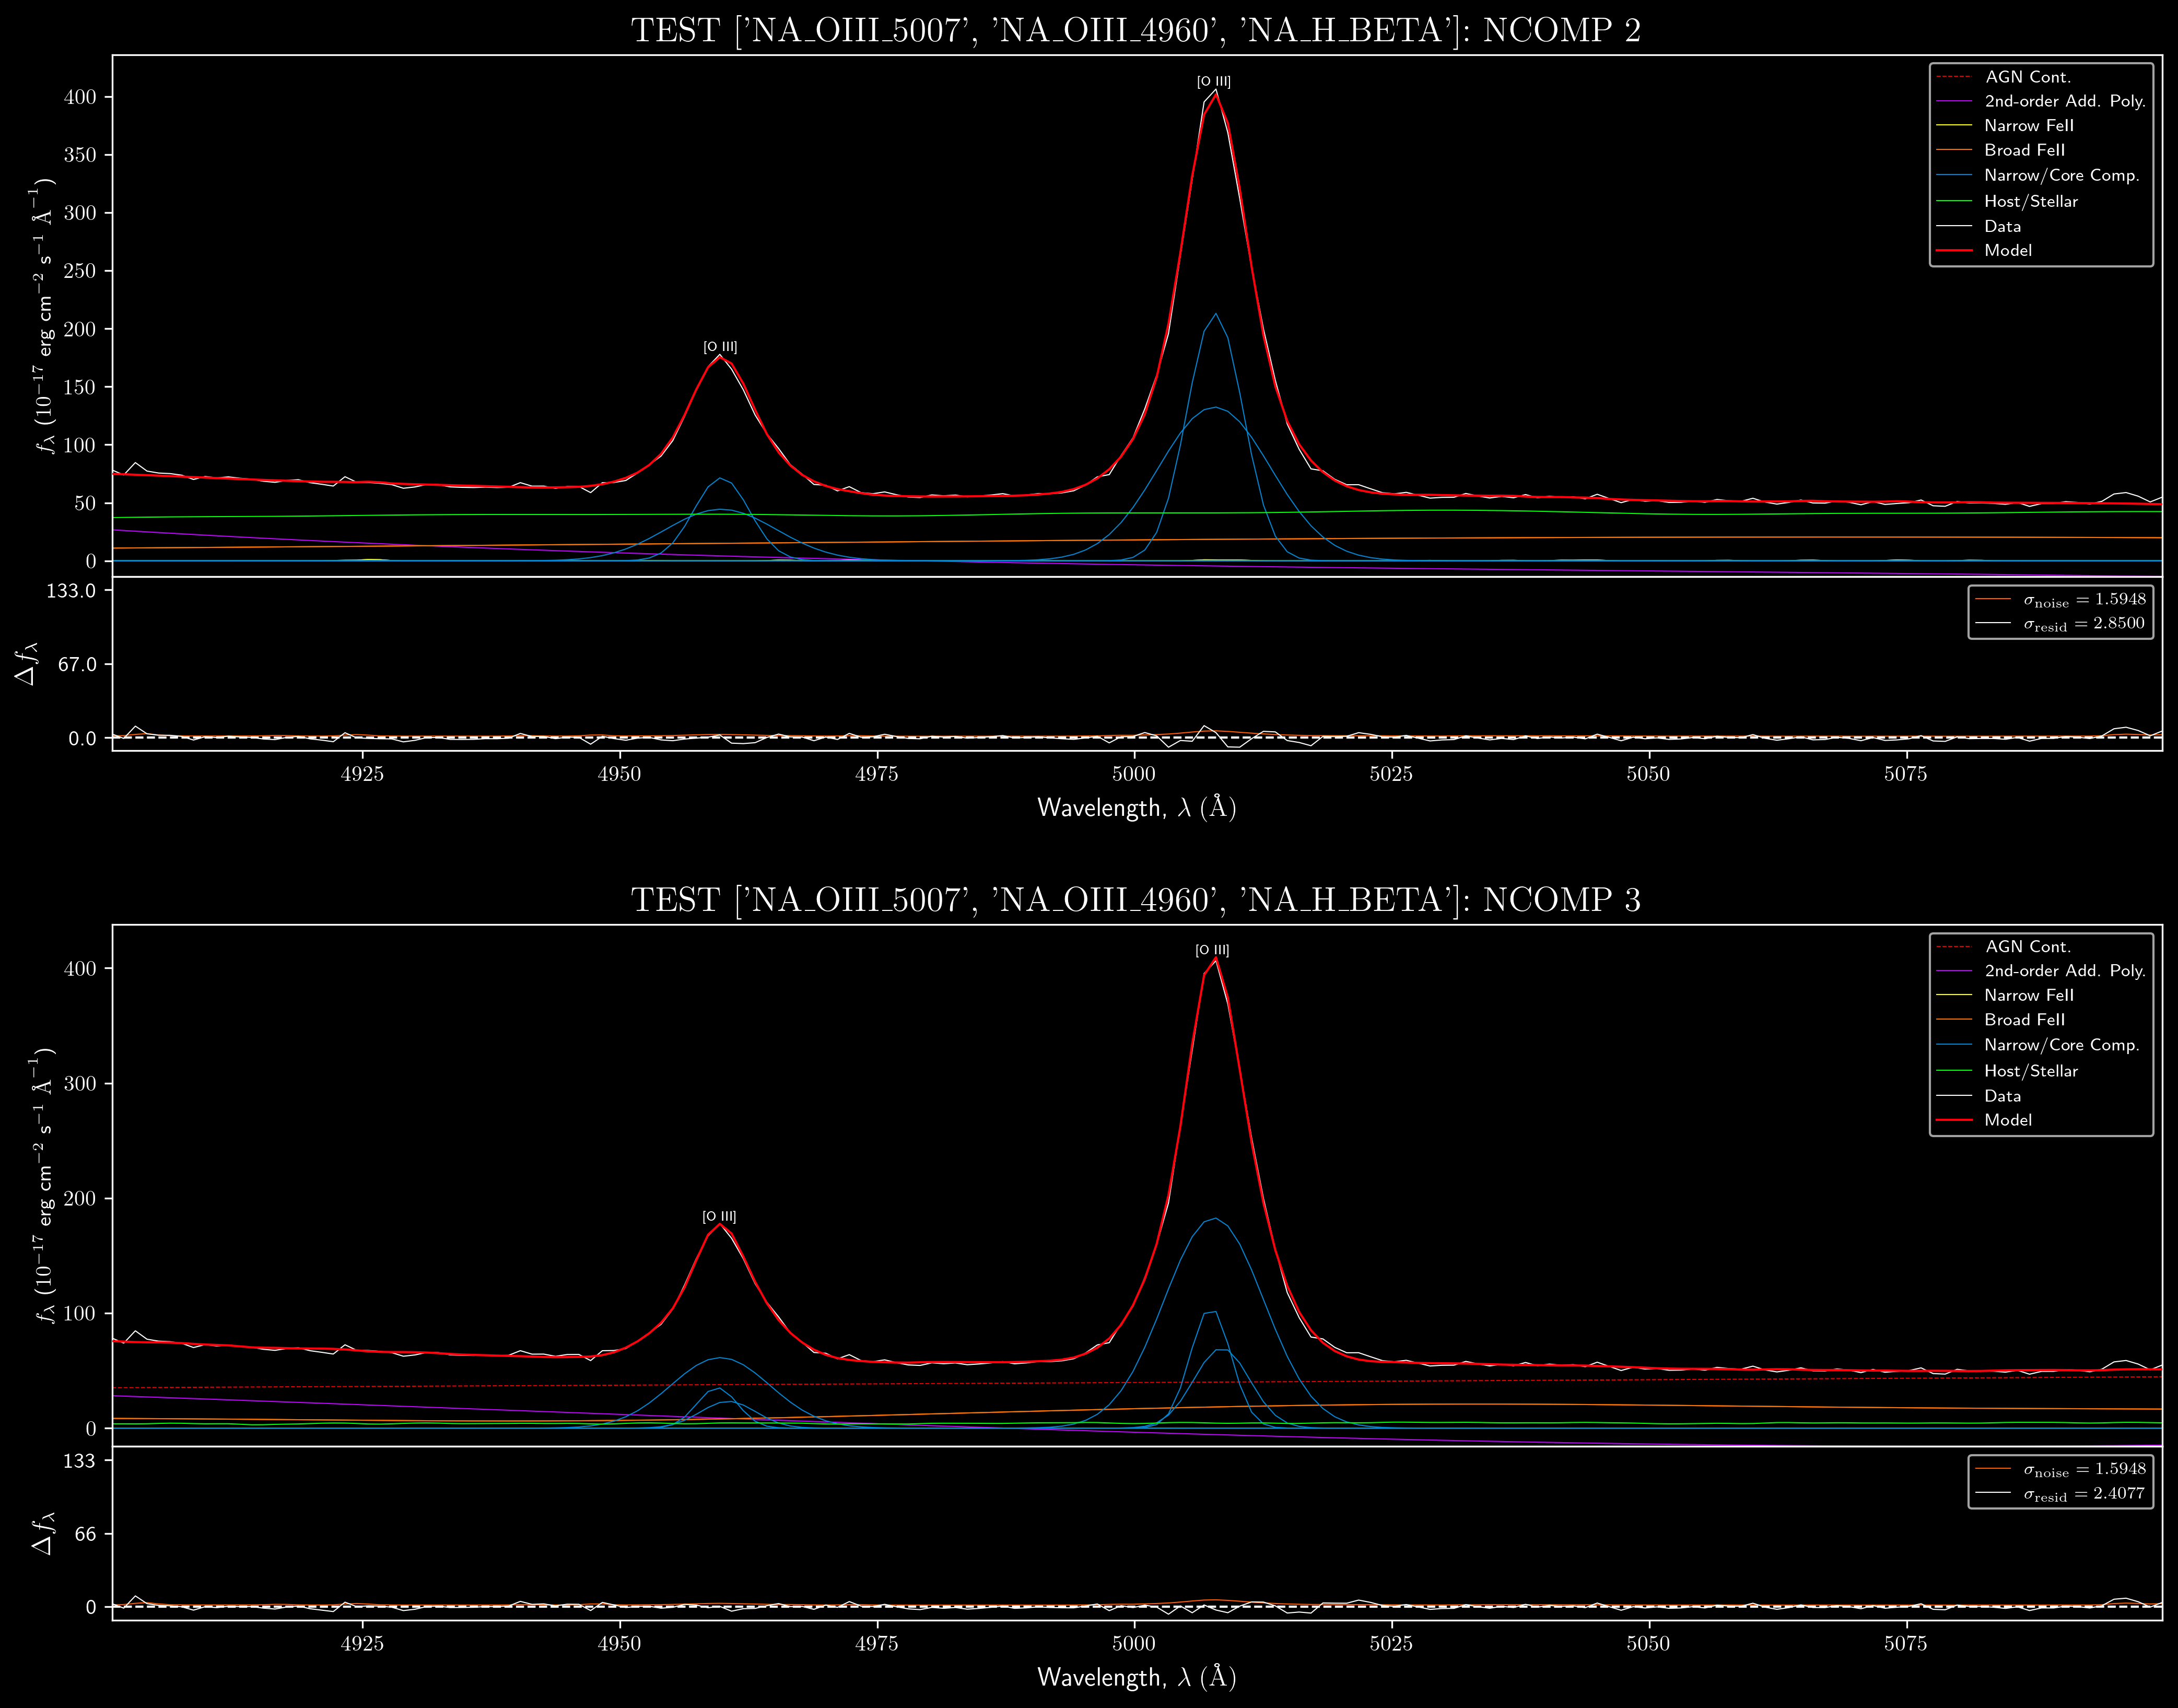 TEST ['NA_OIII_5007', 'NA_OIII_4960', 'NA_H_BETA']: NCOMP 2
[O III]
[O III]
AGN Cont.
2nd-order Add. Poly.
Narrow FeII
Broad FeII
Narrow/Core Comp.
Host/Stellar
Data
Model
400
350
300
250
200
150
100
50
0
f_λ (10⁻¹⁷ erg cm⁻² s⁻¹ Å⁻¹)
133.0
67.0
0.0
Δf_λ
σ_noise = 1.5948
σ_resid = 2.8500
4925 4950 4975 5000 5025 5050 5075
Wavelength, λ (Å)
TEST ['NA_OIII_5007', 'NA_OIII_4960', 'NA_H_BETA']: NCOMP 3
[O III]
[O III]
AGN Cont.
2nd-order Add. Poly.
Narrow FeII
Broad FeII
Narrow/Core Comp.
Host/Stellar
Data
Model
400
300
200
100
0
f_λ (10⁻¹⁷ erg cm⁻² s⁻¹ Å⁻¹)
133
66
0
Δf_λ
σ_noise = 1.5948
σ_resid = 2.4077
4925 4950 4975 5000 5025 5050 5075
Wavelength, λ (Å)